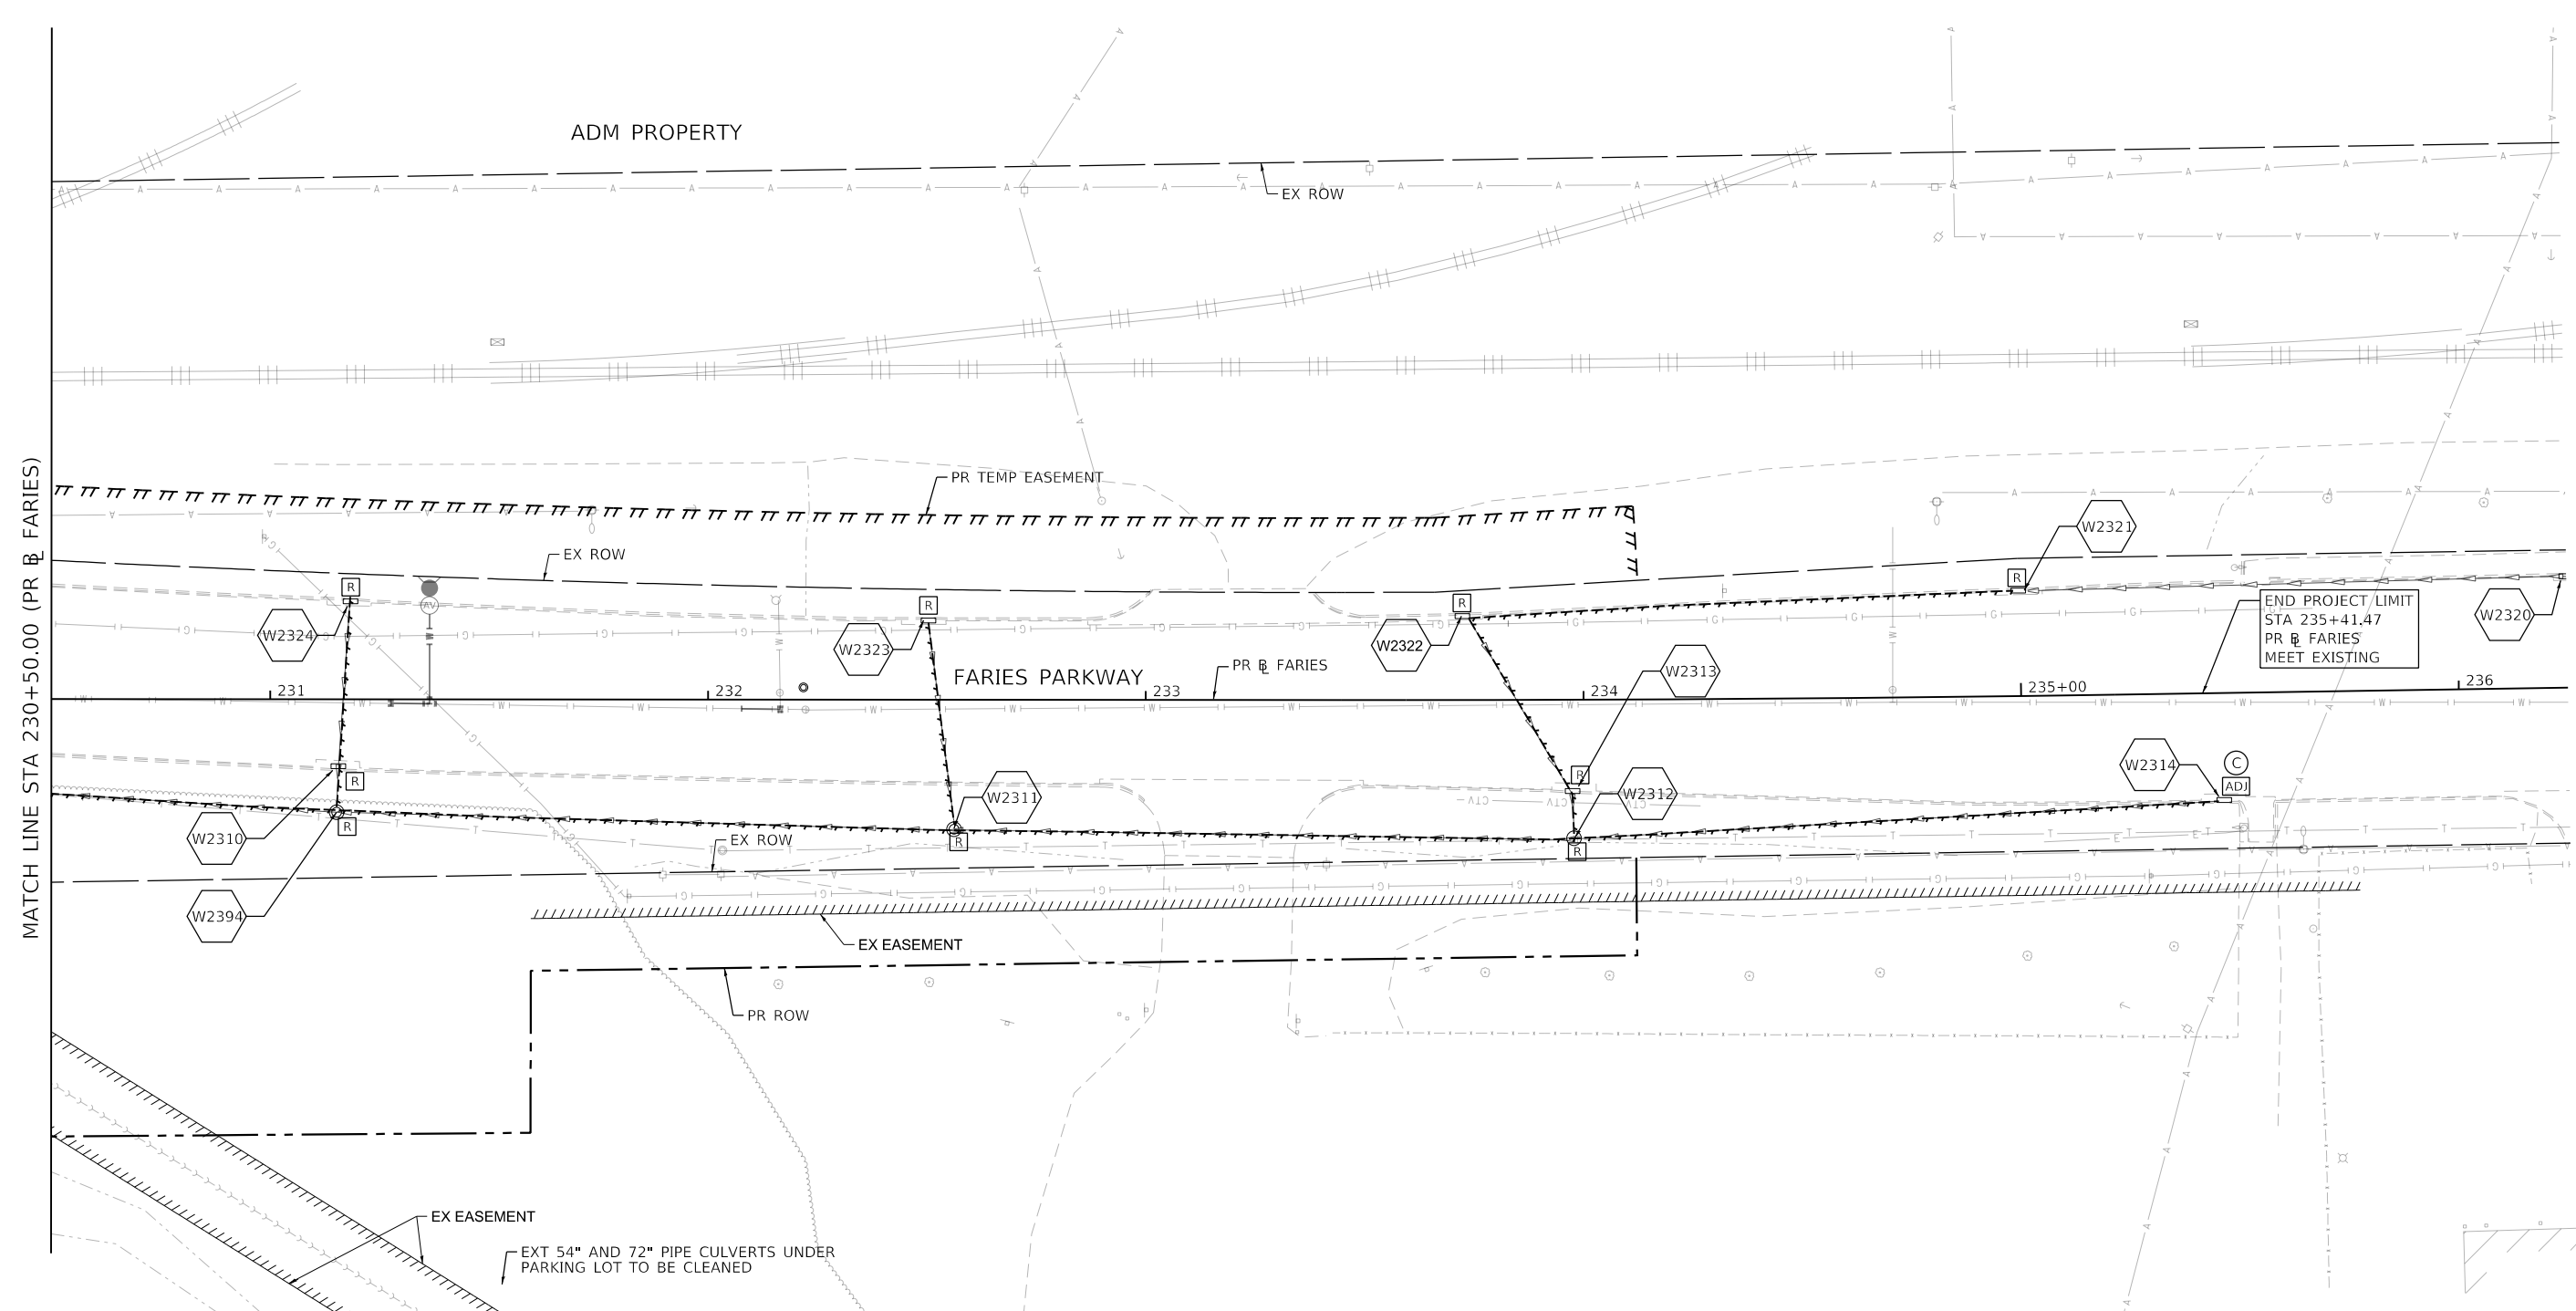 ADM PROPERTY
EX ROW
PR TEMP EASEMENT
EX ROW
MATCH LINE STA 230+50.00 (PR BL FARIES)
R
R
R
R
W2321
W2324
W2323
W2322
W2320
END PROJECT LIMIT
STA 235+41.47
PR BL FARIES
MEET EXISTING
FARIES PARKWAY
PR BL FARIES
W2313
231
232
233
234
235+00
236
R
R
W2314
C
ADJ
W2311
W2312
W2310
R
R
R
EX ROW
W2394
EX EASEMENT
PR ROW
EX EASEMENT
EXT 54" AND 72" PIPE CULVERTS UNDER
PARKING LOT TO BE CLEANED